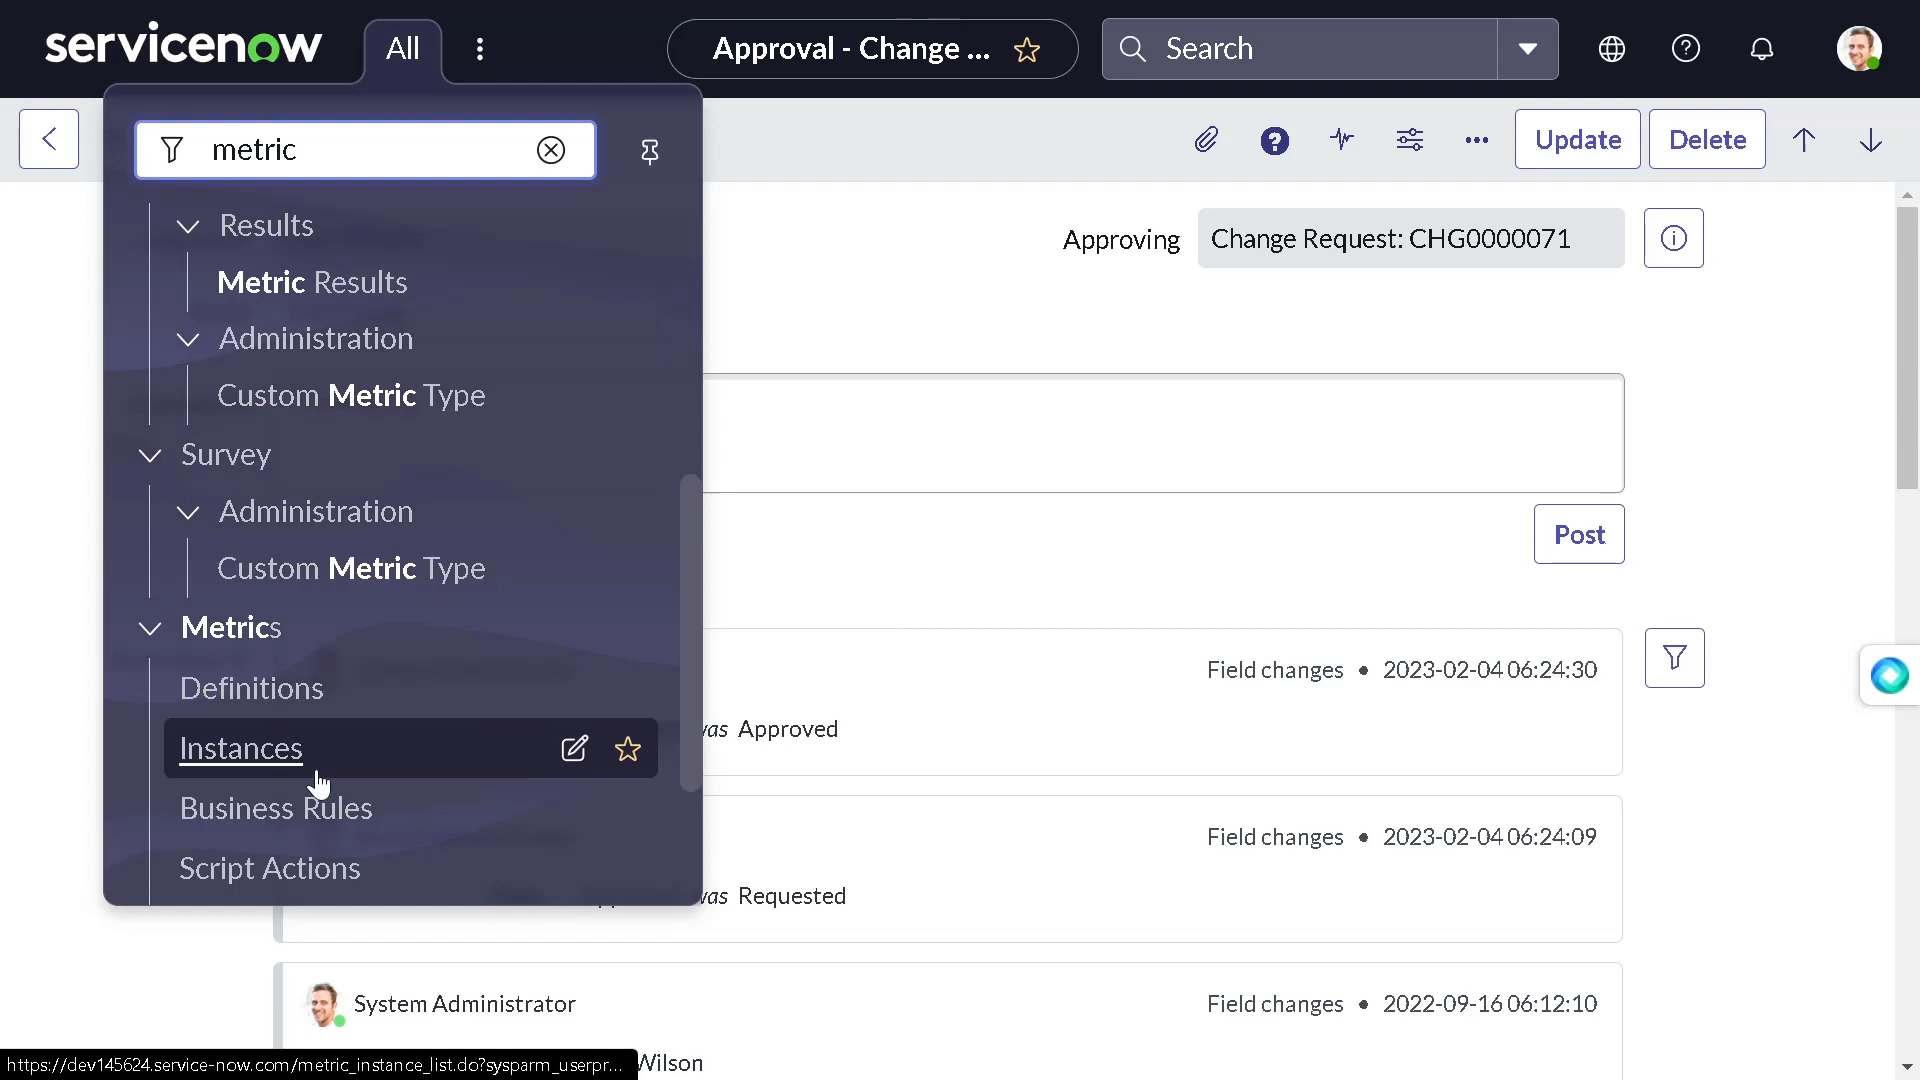 servicenow
All
Approval - Change ...
Search
metric
Update
Delete
Results
Metric Results
Administration
Custom Metric Type
Survey
Administration
Custom Metric Type
Metrics
Definitions
Instances
Business Rules
Script Actions
Approving
Change Request: CHG0000071
Post
Field changes • 2023-02-04 06:24:30
was Approved
Field changes • 2023-02-04 06:24:09
was Requested
System Administrator
Field changes • 2022-09-16 06:12:10
Wilson
https://dev145624.service-now.com/metric_instance_list.do?sysparm_userpr...